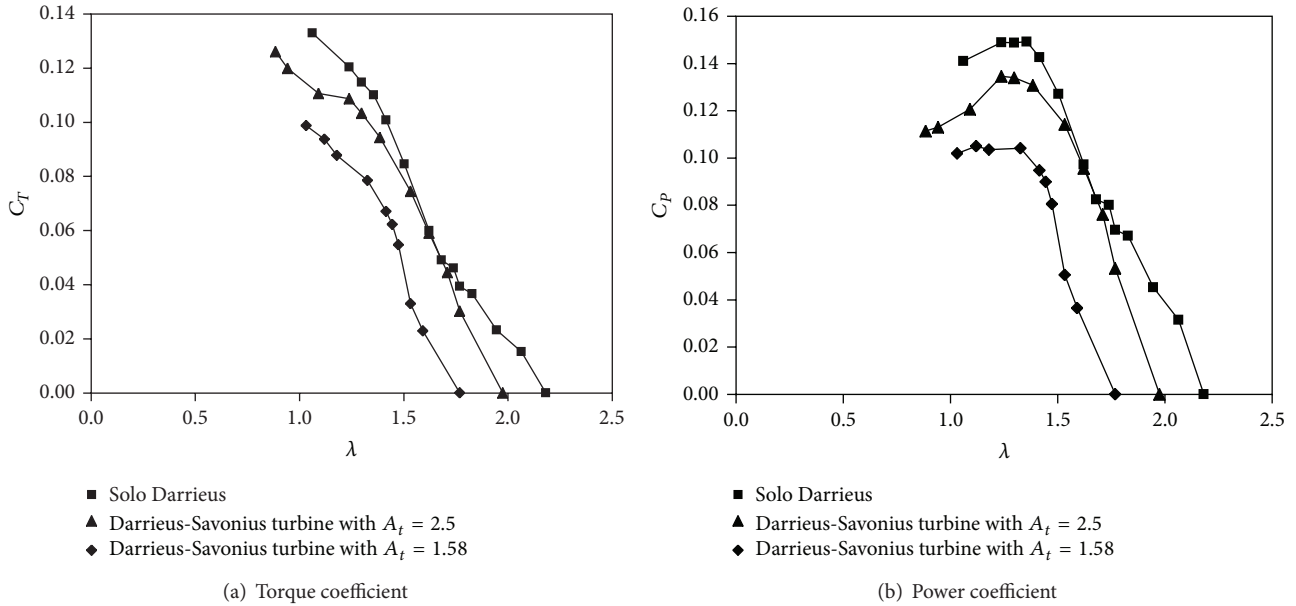 0.14
0.12
0.10
0.08
0.06
0.04
0.02
0.00
C_T
0.0 0.5 1.0 1.5 2.0 2.5
λ
Solo Darrieus
Darrieus-Savonius turbine with A_t = 2.5
Darrieus-Savonius turbine with A_t = 1.58
(a) Torque coefficient
0.16
0.14
0.12
0.10
0.08
0.06
0.04
0.02
0.00
C_P
0.0 0.5 1.0 1.5 2.0 2.5
λ
Solo Darrieus
Darrieus-Savonius turbine with A_t = 2.5
Darrieus-Savonius turbine with A_t = 1.58
(b) Power coefficient